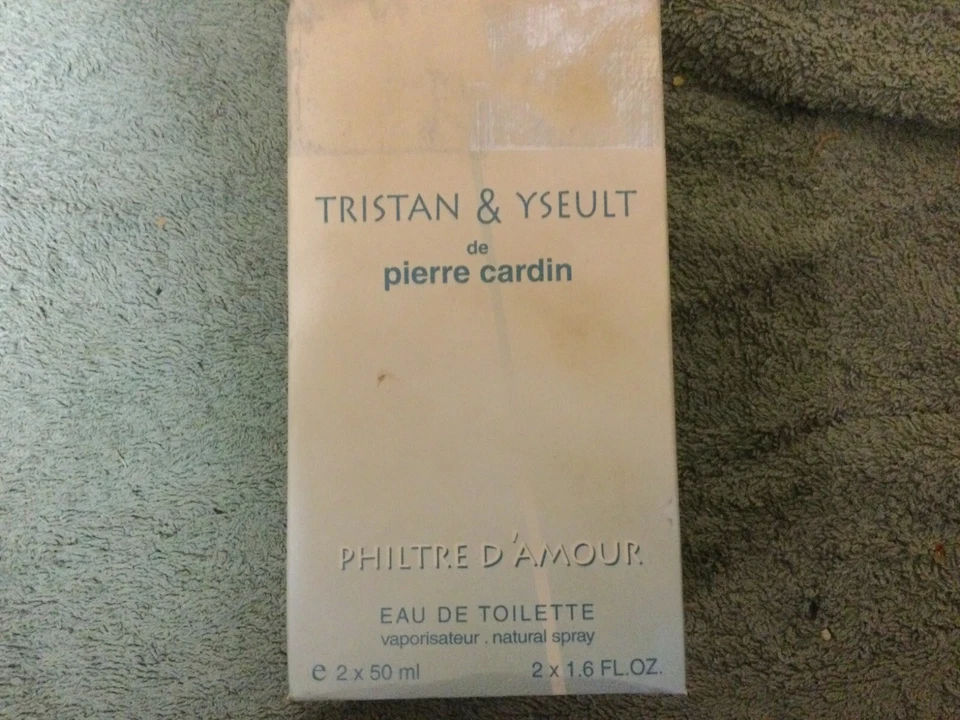 TRISTAN & YSEULT
de
pierre cardin
PHILTRE D'AMOUR
EAU DE TOILETTE
vaporisateur . natural spray
e 2 x 50 ml 2 x 1.6 FL.OZ.